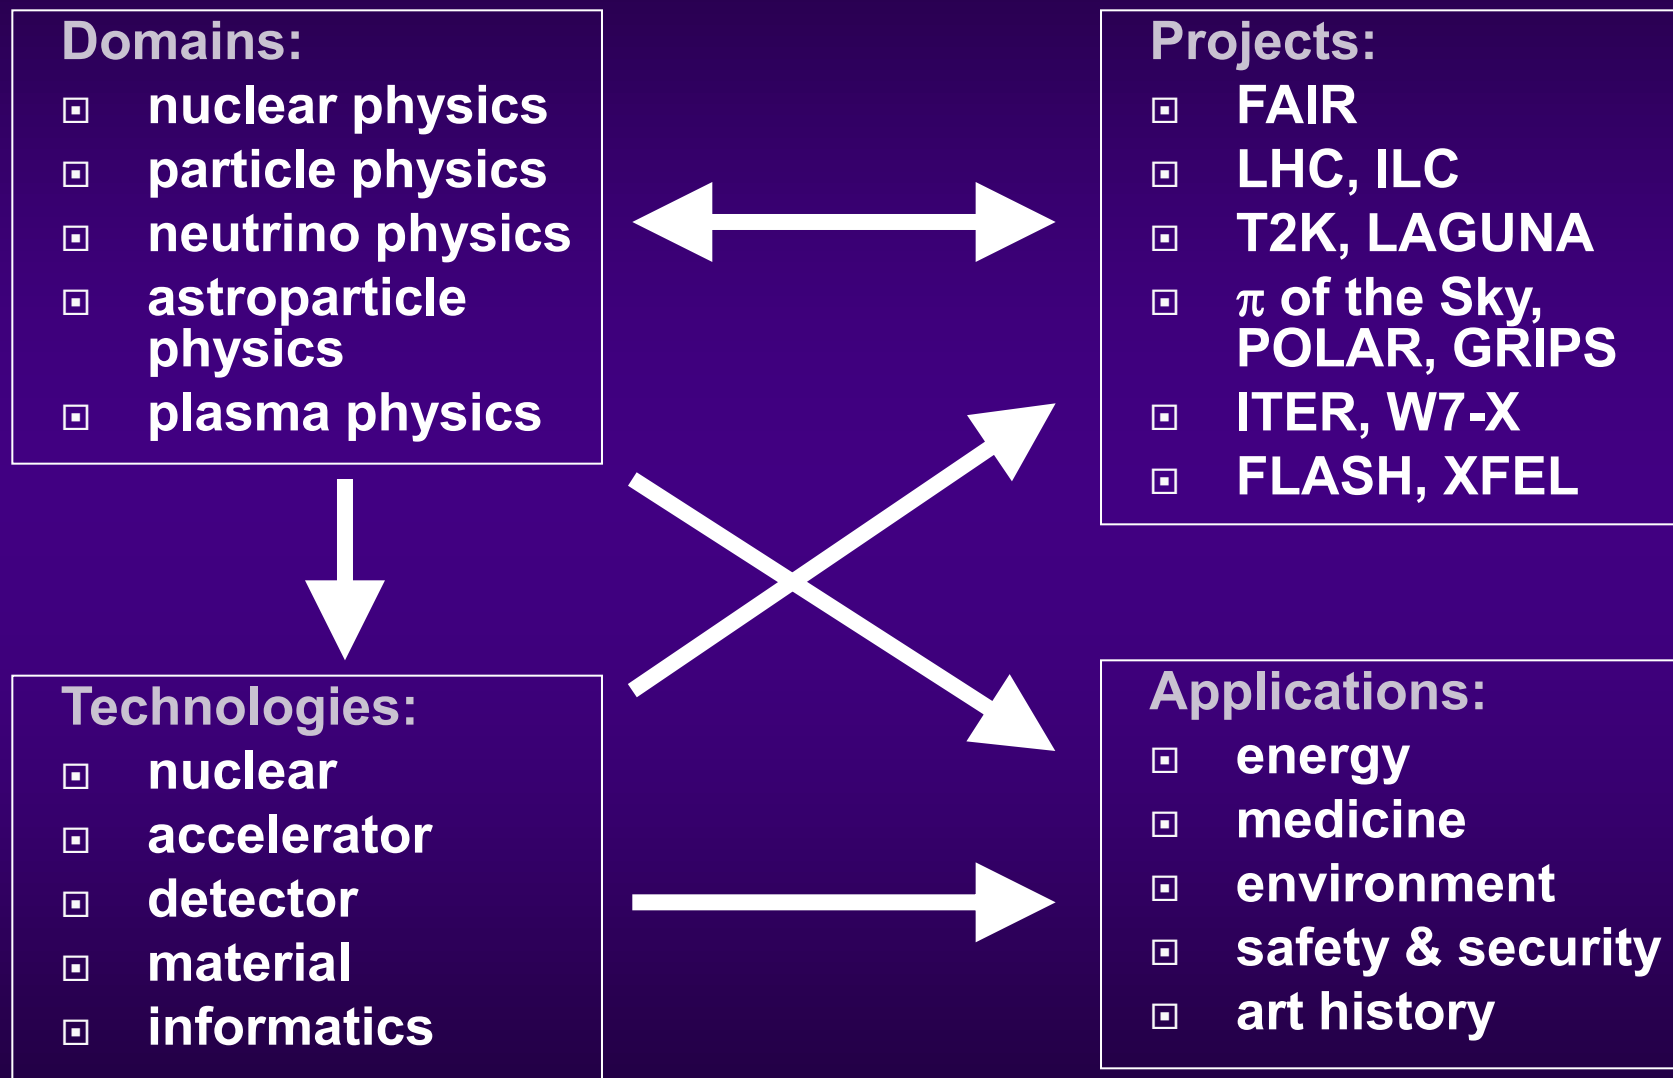 Domains:
nuclear physics
particle physics
neutrino physics
astroparticle
physics
plasma physics
Projects:
FAIR
LHC, ILC
T2K, LAGUNA
π of the Sky,
POLAR, GRIPS
ITER, W7-X
FLASH, XFEL
Technologies:
nuclear
accelerator
detector
material
informatics
Applications:
energy
medicine
environment
safety & security
art history